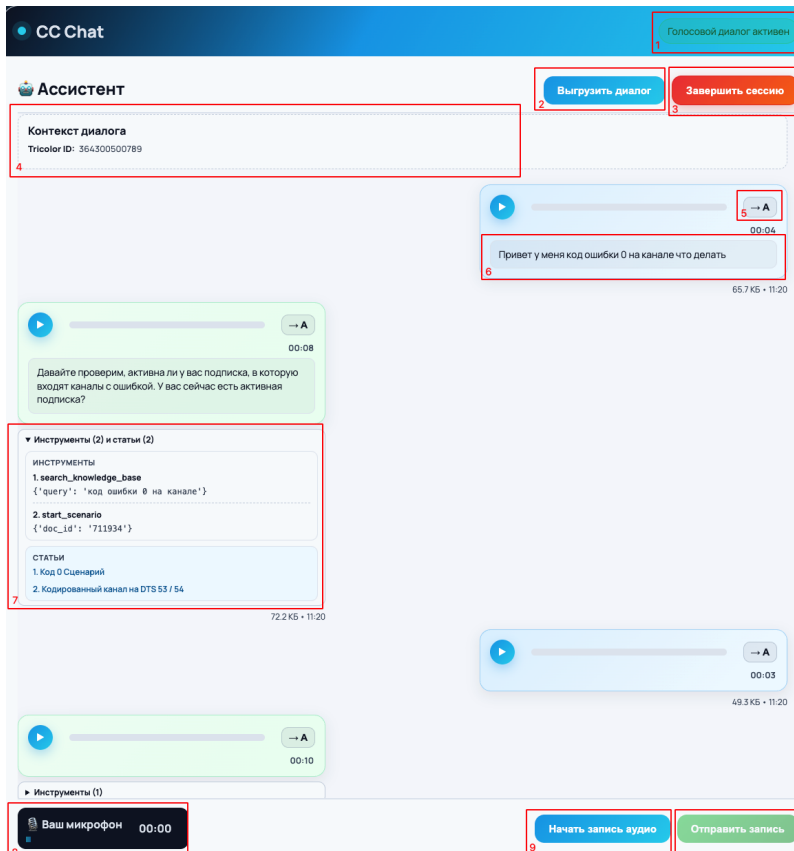 CC Chat
Голосовой диалог активен
1
Ассистент
Выгрузить диалог
2
Завершить сессию
3
Контекст диалога
Tricolor ID: 364300500789
4
→ A
5
00:04
Привет у меня код ошибки 0 на канале что делать
6
65.7 КБ • 11:20
→ A
00:08
Давайте проверим, активна ли у вас подписка, в которую
входят каналы с ошибкой. У вас сейчас есть активная
подписка?
▼ Инструменты (2) и статьи (2)
ИНСТРУМЕНТЫ
1. search_knowledge_base
{'query': 'код ошибки 0 на канале'}
2. start_scenario
{'doc_id': '711934'}
СТАТЬИ
1. Код 0 Сценарий
2. Кодированный канал на DTS 53 / 54
7
72.2 КБ • 11:20
→ A
00:03
49.3 КБ • 11:20
→ A
00:10
► Инструменты (1)
Ваш микрофон 00:00
Начать запись аудио
9
Отправить запись